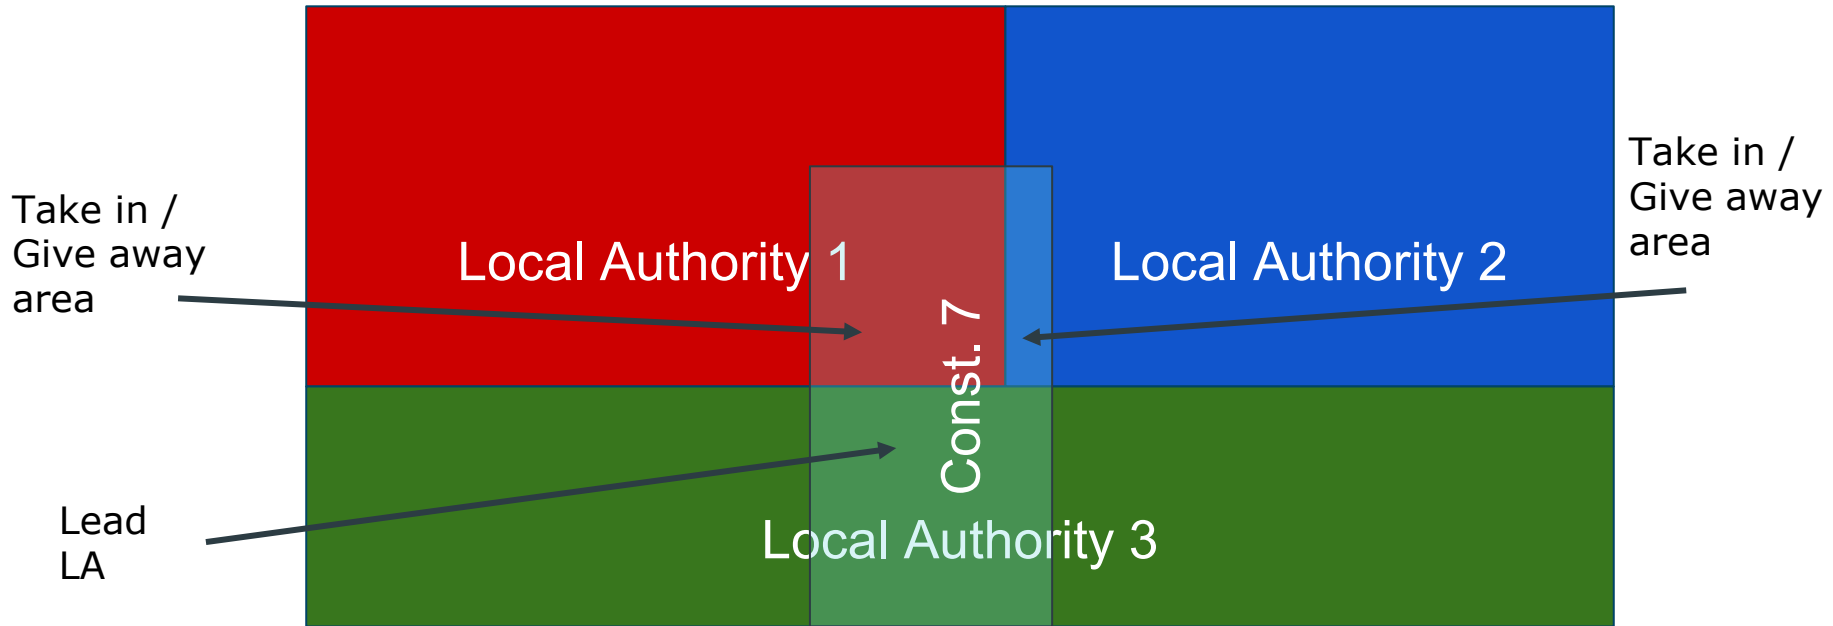 Take in /
Give away
area
Local Authority 1
Local Authority 2
Take in /
Give away
area
Const. 7
Lead
LA
Local Authority 3